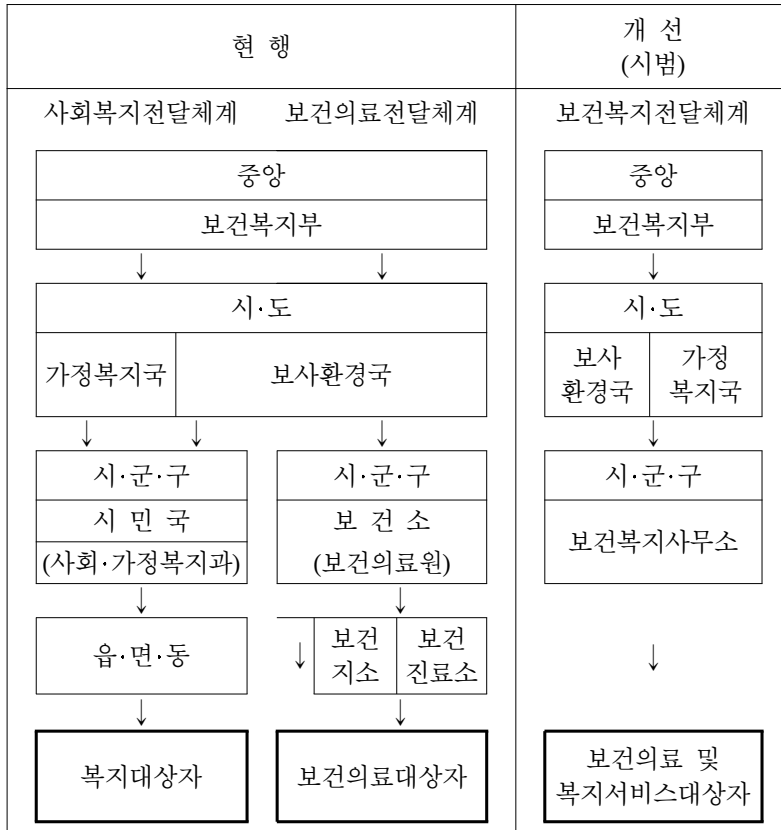 현 행
개 선
(시범)
사회복지전달체계 보건의료전달체계 보건복지전달체계
중앙 중앙
보건복지부 보건복지부
↓ ↓ ↓
시·도 시·도
가정복지국 보사환경국 보사 가정
환경국 복지국
↓ ↓ ↓ ↓
시·군·구 시·군·구 시·군·구
시 민 국 보 건 소 보건복지사무소
(사회·가정복지과) (보건의료원)
↓ ↓
읍·면·동 ↓ 보건 보건 ↓
지소 진료소
↓ ↓
복지대상자 보건의료대상자 보건의료 및
복지서비스대상자